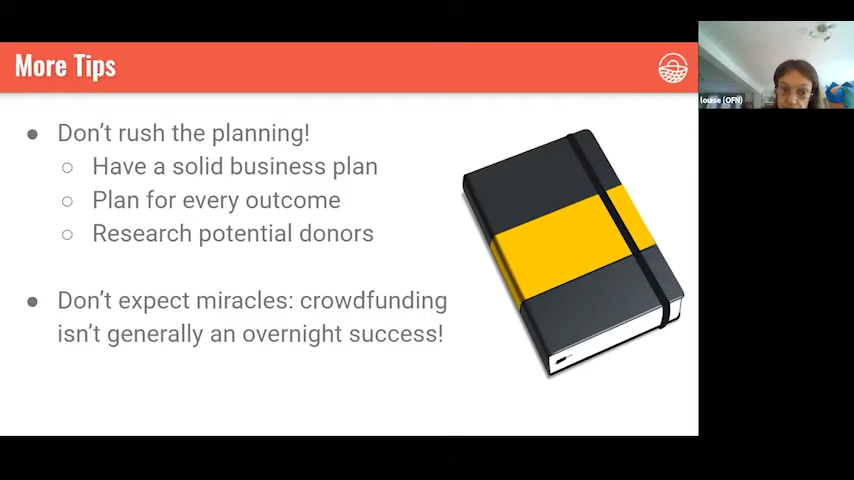 More Tips
louise (OFN)
● Don't rush the planning!
○ Have a solid business plan
○ Plan for every outcome
○ Research potential donors
● Don't expect miracles: crowdfunding
isn't generally an overnight success!